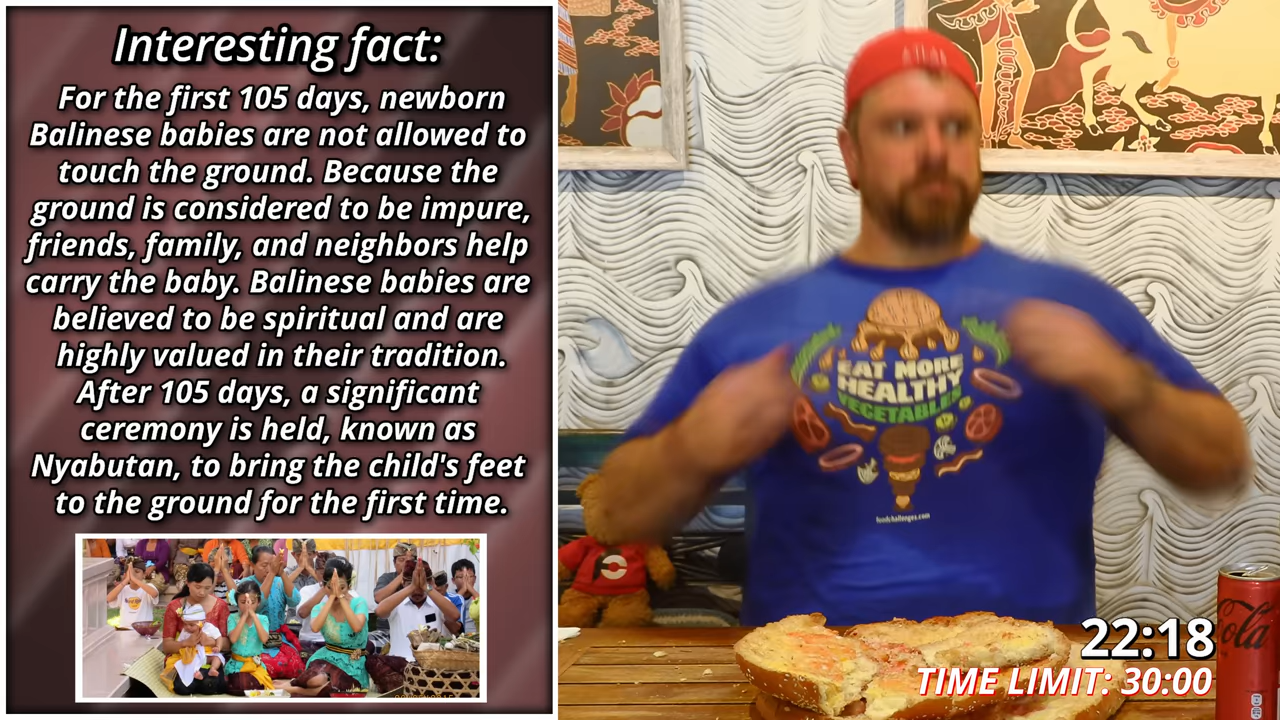 Interesting fact:
For the first 105 days, newborn
Balinese babies are not allowed to
touch the ground. Because the
ground is considered to be impure,
friends, family, and neighbors help
carry the baby. Balinese babies are
believed to be spiritual and are
highly valued in their tradition.
After 105 days, a significant
ceremony is held, known as
Nyabutan, to bring the child's feet
to the ground for the first time.
ATLAS
EAT MORE
HEALTHY
VEGETABLES
foodchallenges.com
22:18
TIME LIMIT: 30:00